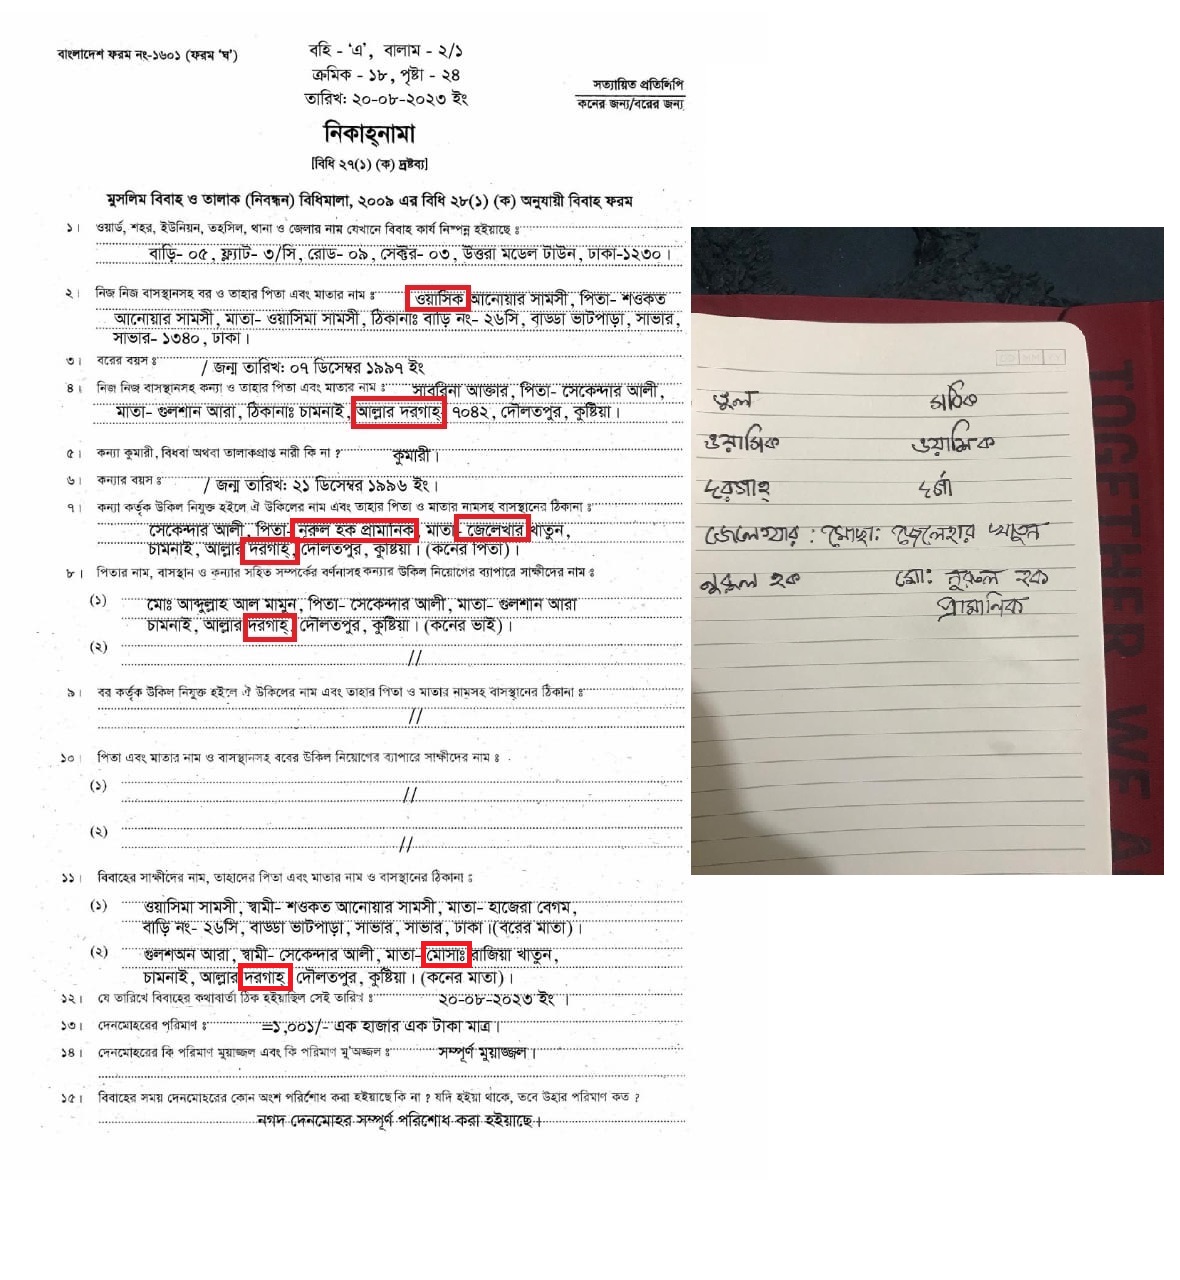 বাংলাদেশ ফরম নং-১৬০১ (ফরম ‘ঘ’)
বহি - ‘এ’, বালাম - ২/১
ক্রমিক - ১৮, পৃষ্টা - ২৪
তারিখঃ ২০-০৮-২০২৩ ইং
সত্যায়িত প্রতিলিপি
কনের জন্য/বরের জন্য
নিকাহ্‌নামা
[বিধি ২৭(১) (ক) দ্রষ্টব্য]
মুসলিম বিবাহ ও তালাক (নিবন্ধন) বিধিমালা, ২০০৯ এর বিধি ২৮(১) (ক) অনুযায়ী বিবাহ ফরম
১। ওয়ার্ড, শহর, ইউনিয়ন, তহসিল, থানা ও জেলার নাম যেখানে বিবাহ কার্য নিষ্পন্ন হইয়াছে ঃ
বাড়ি- ০৫, ফ্ল্যাট- ৩/সি, রোড- ০৯, সেক্টর- ০৩, উত্তরা মডেল টাউন, ঢাকা-১২৩০।
২। নিজ নিজ বাসস্থানসহ বর ও তাহার পিতা এবং মাতার নাম ঃ ওয়াসিক আনোয়ার সামসী, পিতা- শওকত
আনোয়ার সামসী, মাতা- ওয়াসিমা সামসী, ঠিকানাঃ বাড়ি নং- ২৬সি, বাড্ডা ভাটপাড়া, সাভার,
সাভার- ১৩৪০, ঢাকা।
৩। বরের বয়স ঃ / জন্ম তারিখঃ ০৭ ডিসেম্বর ১৯৯৭ ইং
৪। নিজ নিজ বাসস্থানসহ কন্যা ও তাহার পিতা এবং মাতার নাম ঃ সাবরিনা আক্তার, পিতা- সেকেন্দার আলী,
মাতা- গুলশান আরা, ঠিকানাঃ চামনাই, আল্লার দরগাহ্‌ ৭০৪২, দৌলতপুর, কুষ্টিয়া।
৫। কন্যা কুমারী, বিধবা অথবা তালাকপ্রাপ্ত নারী কি না ? কুমারী।
৬। কন্যার বয়স ঃ / জন্ম তারিখঃ ২১ ডিসেম্বর ১৯৯৬ ইং।
৭। কন্যা কর্তৃক উকিল নিযুক্ত হইলে ঐ উকিলের নাম এবং তাহার পিতা ও মাতার নামসহ বাসস্থানের ঠিকানা ঃ
সেকেন্দার আলী, পিতা- নূরুল হক প্রামানিক, মাতা- জেলেখার খাতুন,
চামনাই, আল্লার দরগাহ্‌, দৌলতপুর, কুষ্টিয়া। (কনের পিতা)।
৮। পিতার নাম, বাসস্থান ও কন্যার সহিত সম্পর্কের বর্ণনাসহ কন্যার উকিল নিয়োগের ব্যাপারে সাক্ষীদের নাম ঃ
(১) মোঃ আব্দুল্লাহ আল মামুন, পিতা- সেকেন্দার আলী, মাতা- গুলশান আরা
চামনাই, আল্লার দরগাহ্‌, দৌলতপুর, কুষ্টিয়া। (কনের ভাই)।
(২) //
৯। বর কর্তৃক উকিল নিযুক্ত হইলে ঐ উকিলের নাম এবং তাহার পিতা ও মাতার নামসহ বাসস্থানের ঠিকানা ঃ
//
১০। পিতা এবং মাতার নাম ও বাসস্থানসহ বরের উকিল নিয়োগের ব্যাপারে সাক্ষীদের নাম ঃ
(১) //
(২) //
১১। বিবাহের সাক্ষীদের নাম, তাহাদের পিতা এবং মাতার নাম ও বাসস্থানের ঠিকানা ঃ
(১) ওয়াসিমা সামসী, স্বামী- শওকত আনোয়ার সামসী, মাতা- হাজেরা বেগম,
বাড়ি নং- ২৬সি, বাড্ডা ভাটপাড়া, সাভার, সাভার, ঢাকা।(বরের মাতা)।
(২) গুলশঅন আরা, স্বামী- সেকেন্দার আলী, মাতা- মোসাঃ রাজিয়া খাতুন,
চামনাই, আল্লার দরগাহ্‌ দৌলতপুর, কুষ্টিয়া। (কনের মাতা)।
১২। যে তারিখে বিবাহের কথাবার্তা ঠিক হইয়াছিল সেই তারিখ ঃ ২০-০৮-২০২৩ ইং ।
১৩। দেনমোহরের পরিমাণ ঃ =১,০০১/- এক হাজার এক টাকা মাত্র।
১৪। দেনমোহরের কি পরিমাণ মুয়াজ্জল এবং কি পরিমাণ মু'অজ্জল ঃ সম্পূর্ণ মুয়াজ্জল।
১৫। বিবাহের সময় দেনমোহরের কোন অংশ পরিশোধ করা হইয়াছে কি না ? যদি হইয়া থাকে, তবে উহার পরিমাণ কত ?
নগদ দেনমোহর সম্পূর্ণ পরিশোধ করা হইয়াছে।
ভুল সঠিক
ওয়াসিক ওয়াসিক
দরগাহ্‌ দর্গা
জেলেখার : মোছা: জেলেহার খাতুন
নুরুল হক মো: নূরুল হক
প্রামানিক
TOGETHER WE A